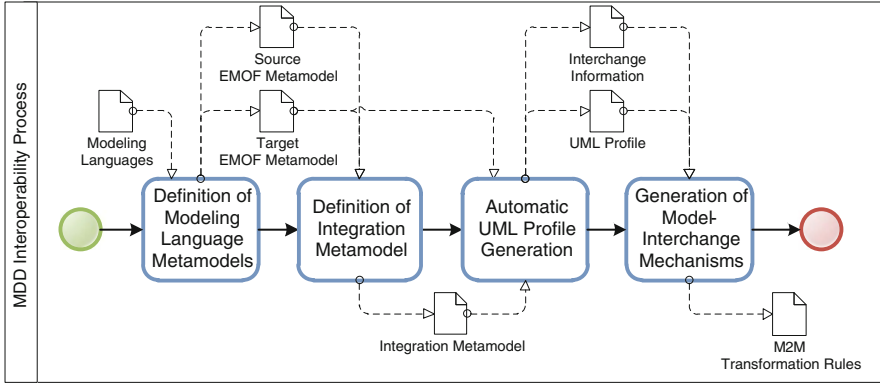 MDD Interoperability Process
Source
EMOF Metamodel
Interchange
Information
Modeling
Languages
Target
EMOF Metamodel
UML Profile
Definition of
Modeling
Language
Metamodels
Definition of
Integration
Metamodel
Automatic
UML Profile
Generation
Generation of
Model-
Interchange
Mechanisms
Integration Metamodel
M2M
Transformation Rules